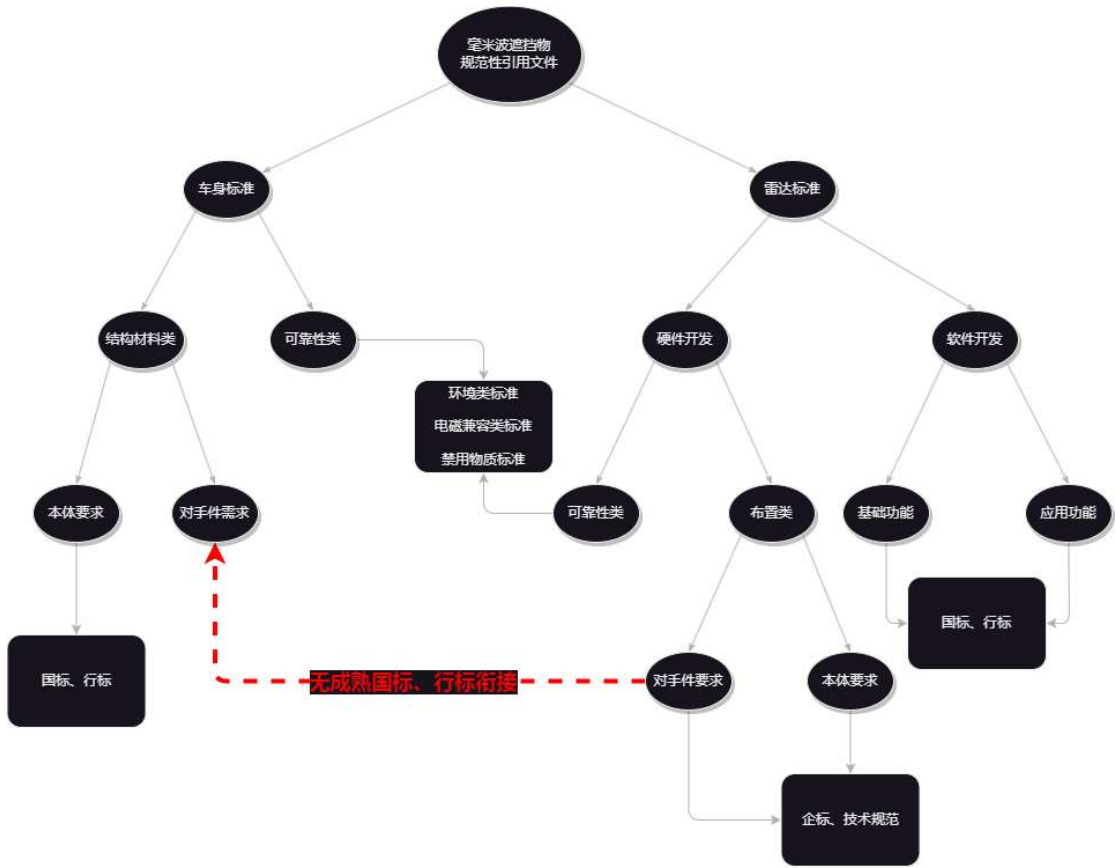 毫米波遮挡物
规范性引用文件
车身标准
雷达标准
结构材料类
可靠性类
硬件开发
软件开发
环境类标准
电磁兼容类标准
禁用物质标准
本体要求
对手件需求
可靠性类
布置类
基础功能
应用功能
国标、行标
国标、行标
无成熟国标、行标衔接
对手件要求
本体要求
企标、技术规范